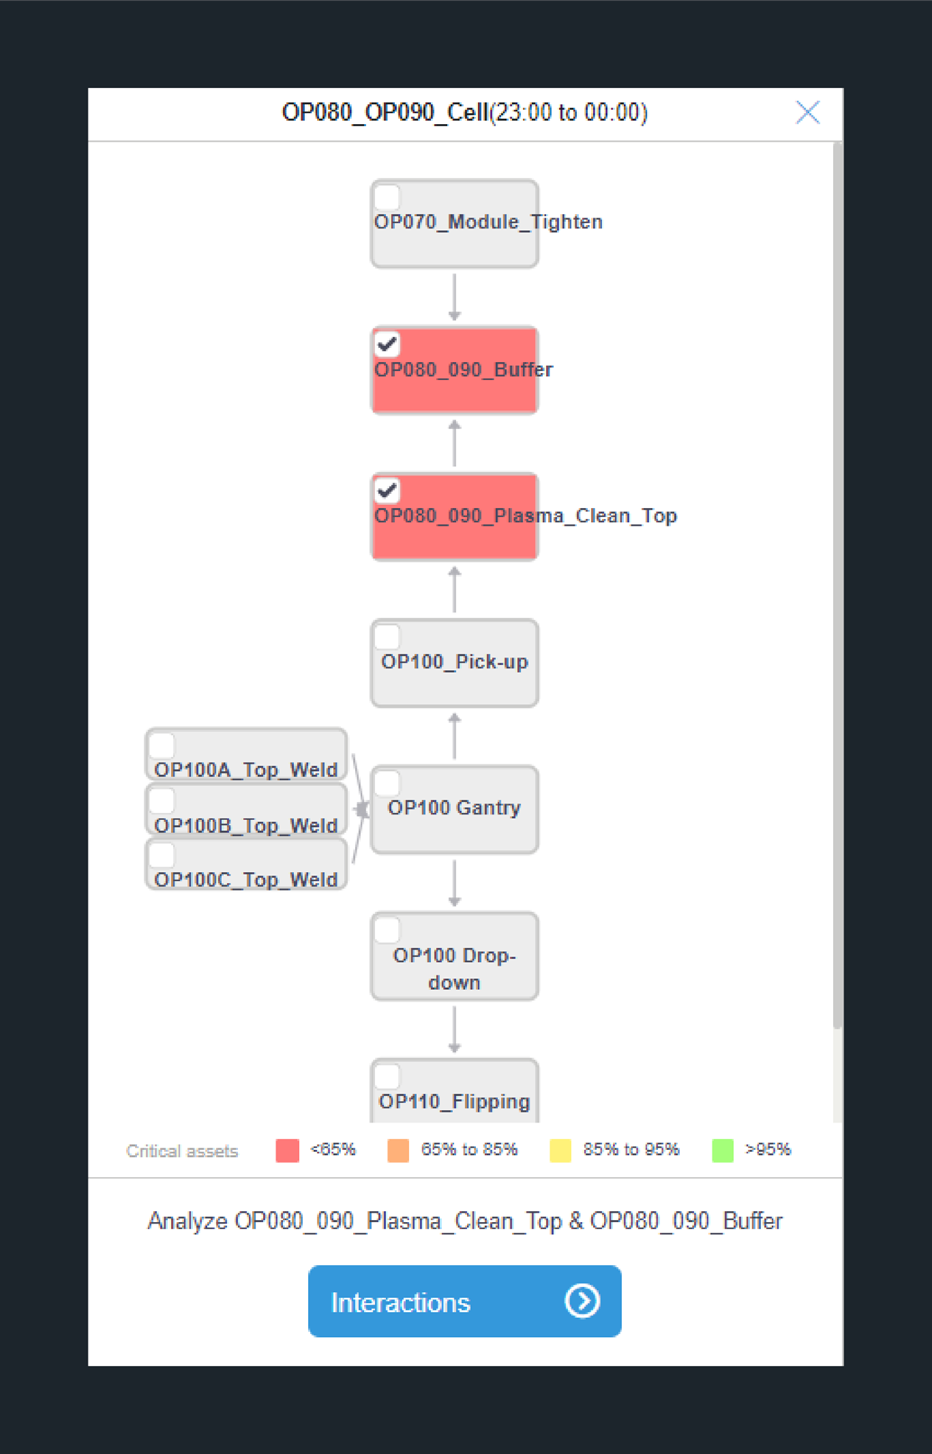 OP080_OP090_Cell(23:00 to 00:00)
OP070_Module_Tighten
OP080_090_Buffer
OP080_090_Plasma_Clean_Top
OP100_Pick-up
OP100A_Top_Weld
OP100B_Top_Weld
OP100C_Top_Weld
OP100 Gantry
OP100 Drop-
down
OP110_Flipping
Critical assets <65% 65% to 85% 85% to 95% >95%
Analyze OP080_090_Plasma_Clean_Top & OP080_090_Buffer
Interactions